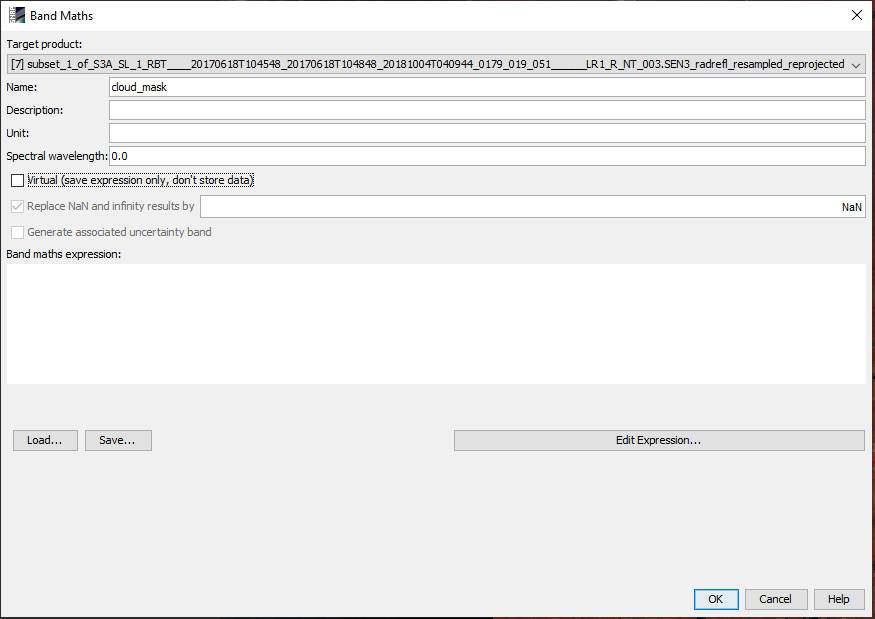 Band Maths
Target product:
[7] subset_1_of_S3A_SL_1_RBT____20170618T104548_20170618T104848_20181004T040944_0179_019_051______LR1_R_NT_003.SEN3_radrefl_resampled_reprojected
Name: cloud_mask
Description:
Unit:
Spectral wavelength: 0.0
Virtual (save expression only, don't store data)
Replace NaN and infinity results by NaN
Generate associated uncertainty band
Band maths expression:
Load... Save... Edit Expression...
OK Cancel Help